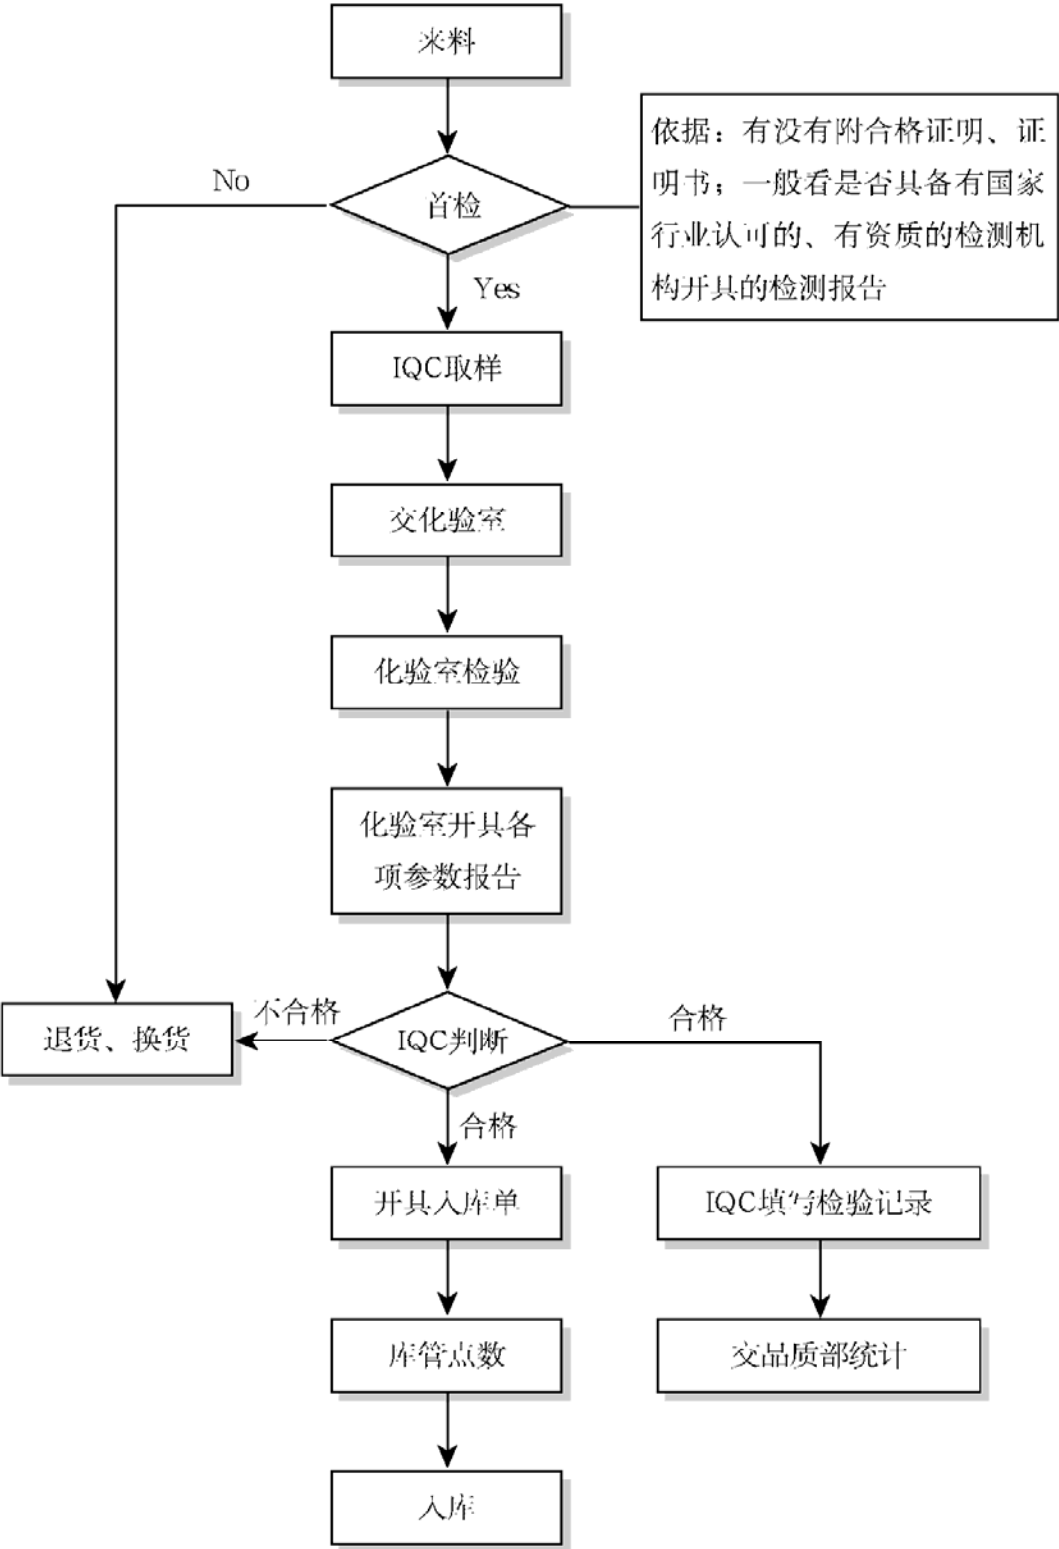 来料
依据：有没有附合格证明、证
明书；一般看是否具备有国家
行业认可的、有资质的检测机
构开具的检测报告
No
首检
Yes
IQC取样
交化验室
化验室检验
化验室开具各
项参数报告
不合格
合格
退货、换货
IQC判断
合格
开具入库单
IQC填写检验记录
库管点数
交品质部统计
入库